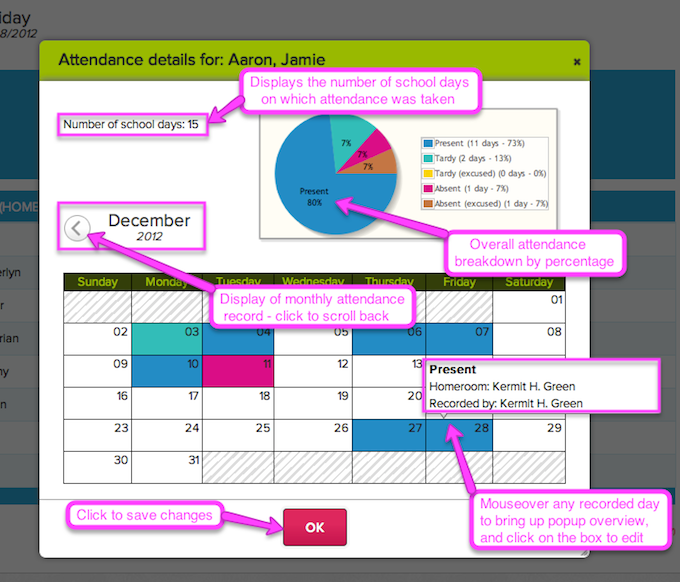 iday
8/2012
Attendance details for: Aaron, Jamie
×
Displays the number of school days
on which attendance was taken
Number of school days: 15
7%
7%
7%
Present
80%
Present (11 days - 73%)
Tardy (2 days - 13%)
Tardy (excused) (0 days - 0%)
Absent (1 day - 7%)
Absent (excused) (1 day - 7%)
(HOME
December
2012
Overall attendance
breakdown by percentage
erlyn
Sunday Monday Tuesday Wednesday Thursday Friday Saturday
Display of monthly attendance
record - click to scroll back
01
r
rian
02 03 04 05 06 07 08
Present
Homeroom: Kermit H. Green
Recorded by: Kermit H. Green
09 10 11 12 13
ny
n
16 17 18 19 20
23 24 25 26 27 28 29
30 31
Mouseover any recorded day
to bring up popup overview,
and click on the box to edit
Click to save changes
OK